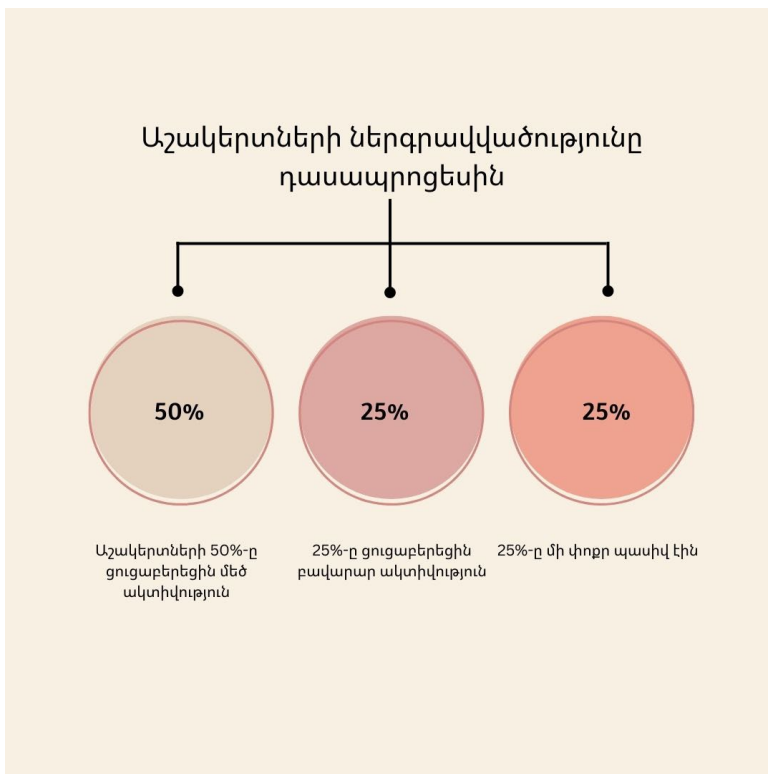 Աշակերտների ներգրավվածությունը
դասապրոցեսին
50%
25%
25%
Աշակերտների 50%-ը
ցուցաբերեցին մեծ
ակտիվություն
25%-ը ցուցաբերեցին
բավարար ակտիվություն
25%-ը մի փոքր պասիվ էին